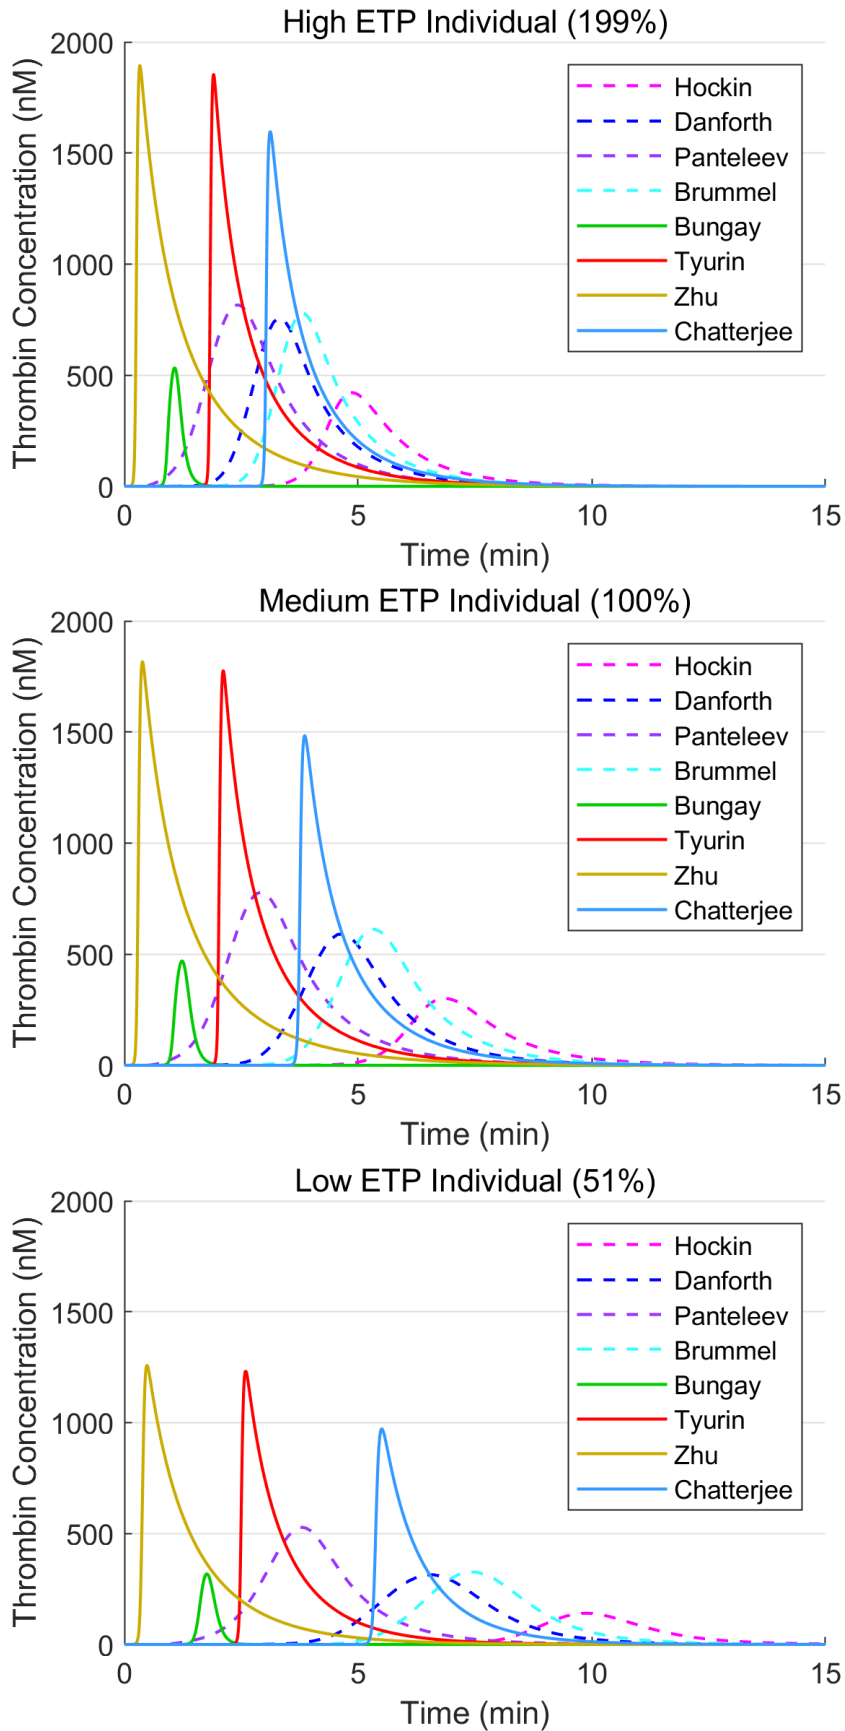 High ETP Individual (199%)
Thrombin Concentration (nM)
2000
1500
1000
500
0
0 5 10 15
Time (min)
Hockin
Danforth
Panteleev
Brummel
Bungay
Tyurin
Zhu
Chatterjee
Medium ETP Individual (100%)
Thrombin Concentration (nM)
2000
1500
1000
500
0
0 5 10 15
Time (min)
Hockin
Danforth
Panteleev
Brummel
Bungay
Tyurin
Zhu
Chatterjee
Low ETP Individual (51%)
Thrombin Concentration (nM)
2000
1500
1000
500
0
0 5 10 15
Time (min)
Hockin
Danforth
Panteleev
Brummel
Bungay
Tyurin
Zhu
Chatterjee